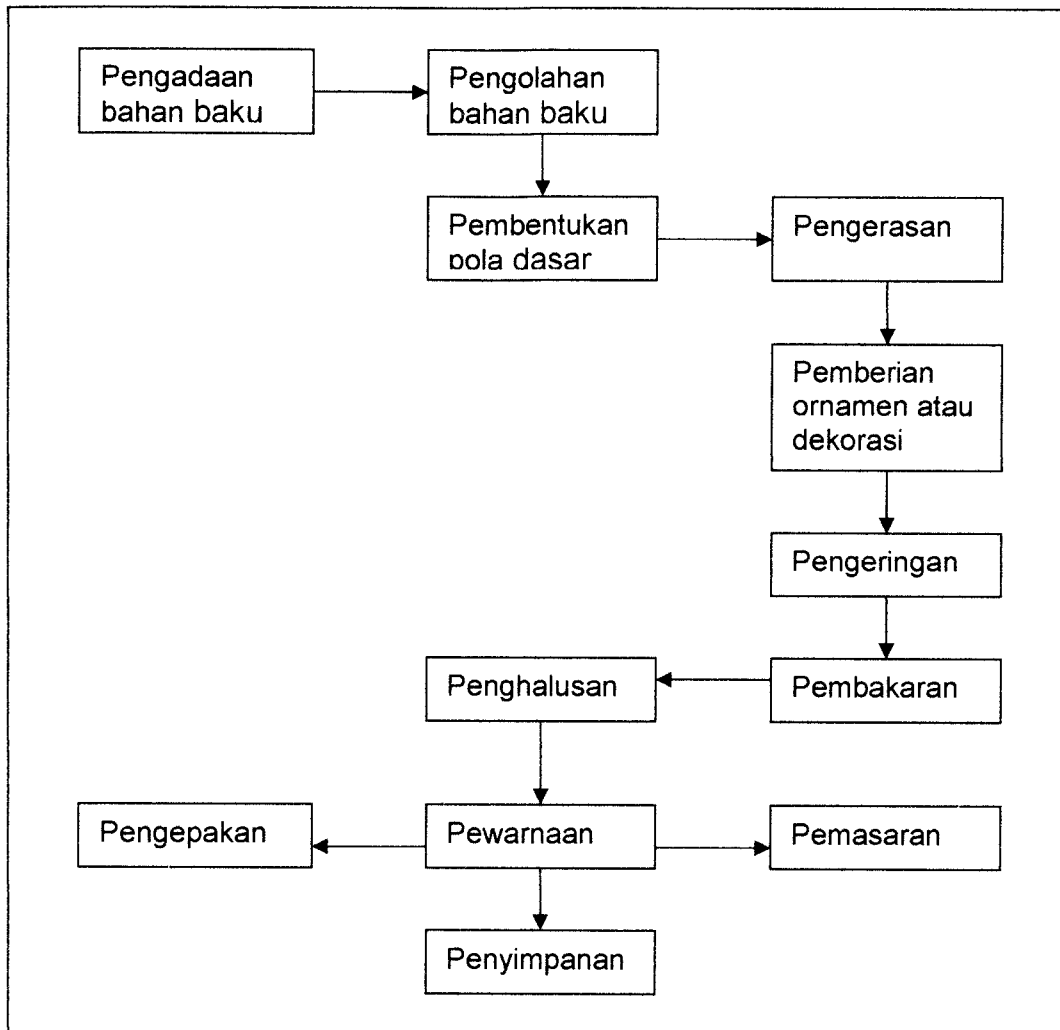 Pengadaan
bahan baku
Pengolahan
bahan baku
Pembentukan
pola dasar
Pengerasan
Pemberian
ornamen atau
dekorasi
Pengeringan
Pembakaran
Penghalusan
Pewarnaan
Pengepakan
Pemasaran
Penyimpanan